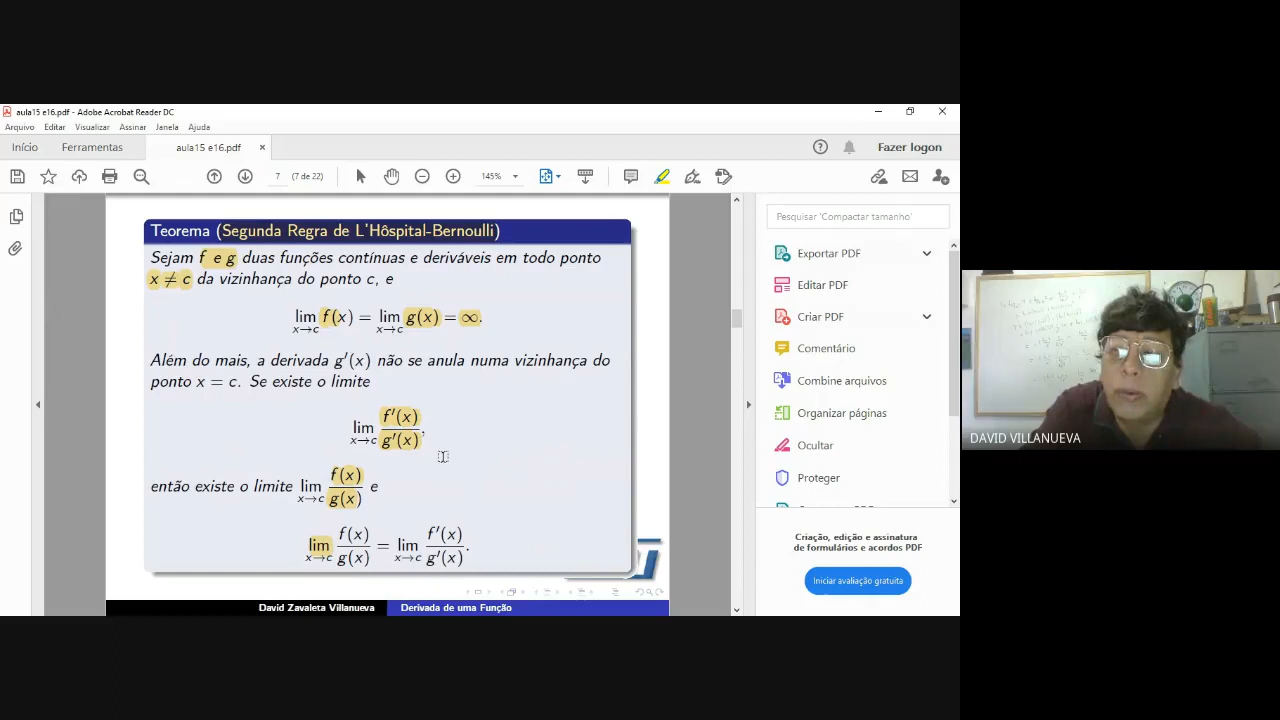 aula15 e16.pdf - Adobe Acrobat Reader DC
Arquivo Editar Visualizar Assinar Janela Ajuda
Início Ferramentas aula15 e16.pdf × Fazer logon
7 (7 de 22) 145%
Teorema (Segunda Regra de L'Hôspital-Bernoulli)
Sejam f e g duas funções contínuas e deriváveis em todo ponto
x ≠ c da vizinhança do ponto c, e
lim x→c f(x) = lim x→c g(x) = ∞.
Além do mais, a derivada g'(x) não se anula numa vizinhança do
ponto x = c. Se existe o limite
lim x→c f'(x)/g'(x),
então existe o limite lim x→c f(x)/g(x) e
lim x→c f(x)/g(x) = lim x→c f'(x)/g'(x).
David Zavaleta Villanueva Derivada de uma Função
Pesquisar 'Compactar tamanho'
Exportar PDF
Editar PDF
Criar PDF
Comentário
Combine arquivos
Organizar páginas
Ocultar
Proteger
Criação, edição e assinatura
de formulários e acordos PDF
Iniciar avaliação gratuita
DAVID VILLANUEVA